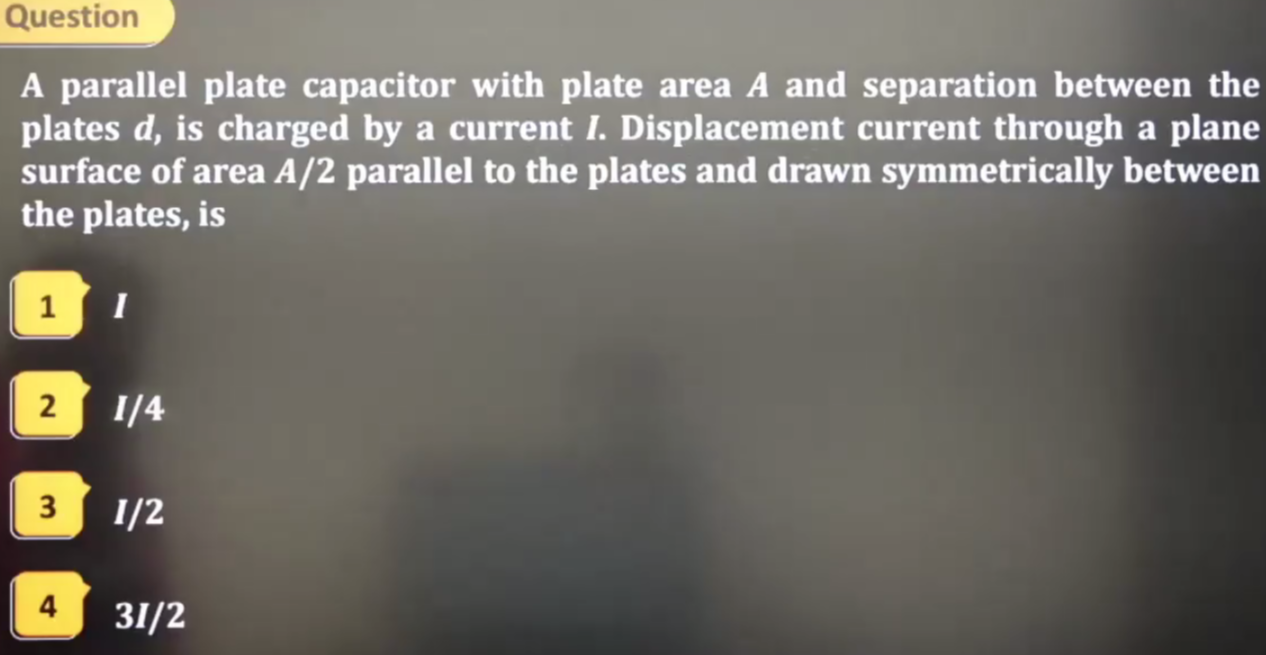 Question
A parallel plate capacitor with plate area A and separation between the
plates d, is charged by a current I. Displacement current through a plane
surface of area A/2 parallel to the plates and drawn symmetrically between
the plates, is
1 I
2 I/4
3 I/2
4 3I/2